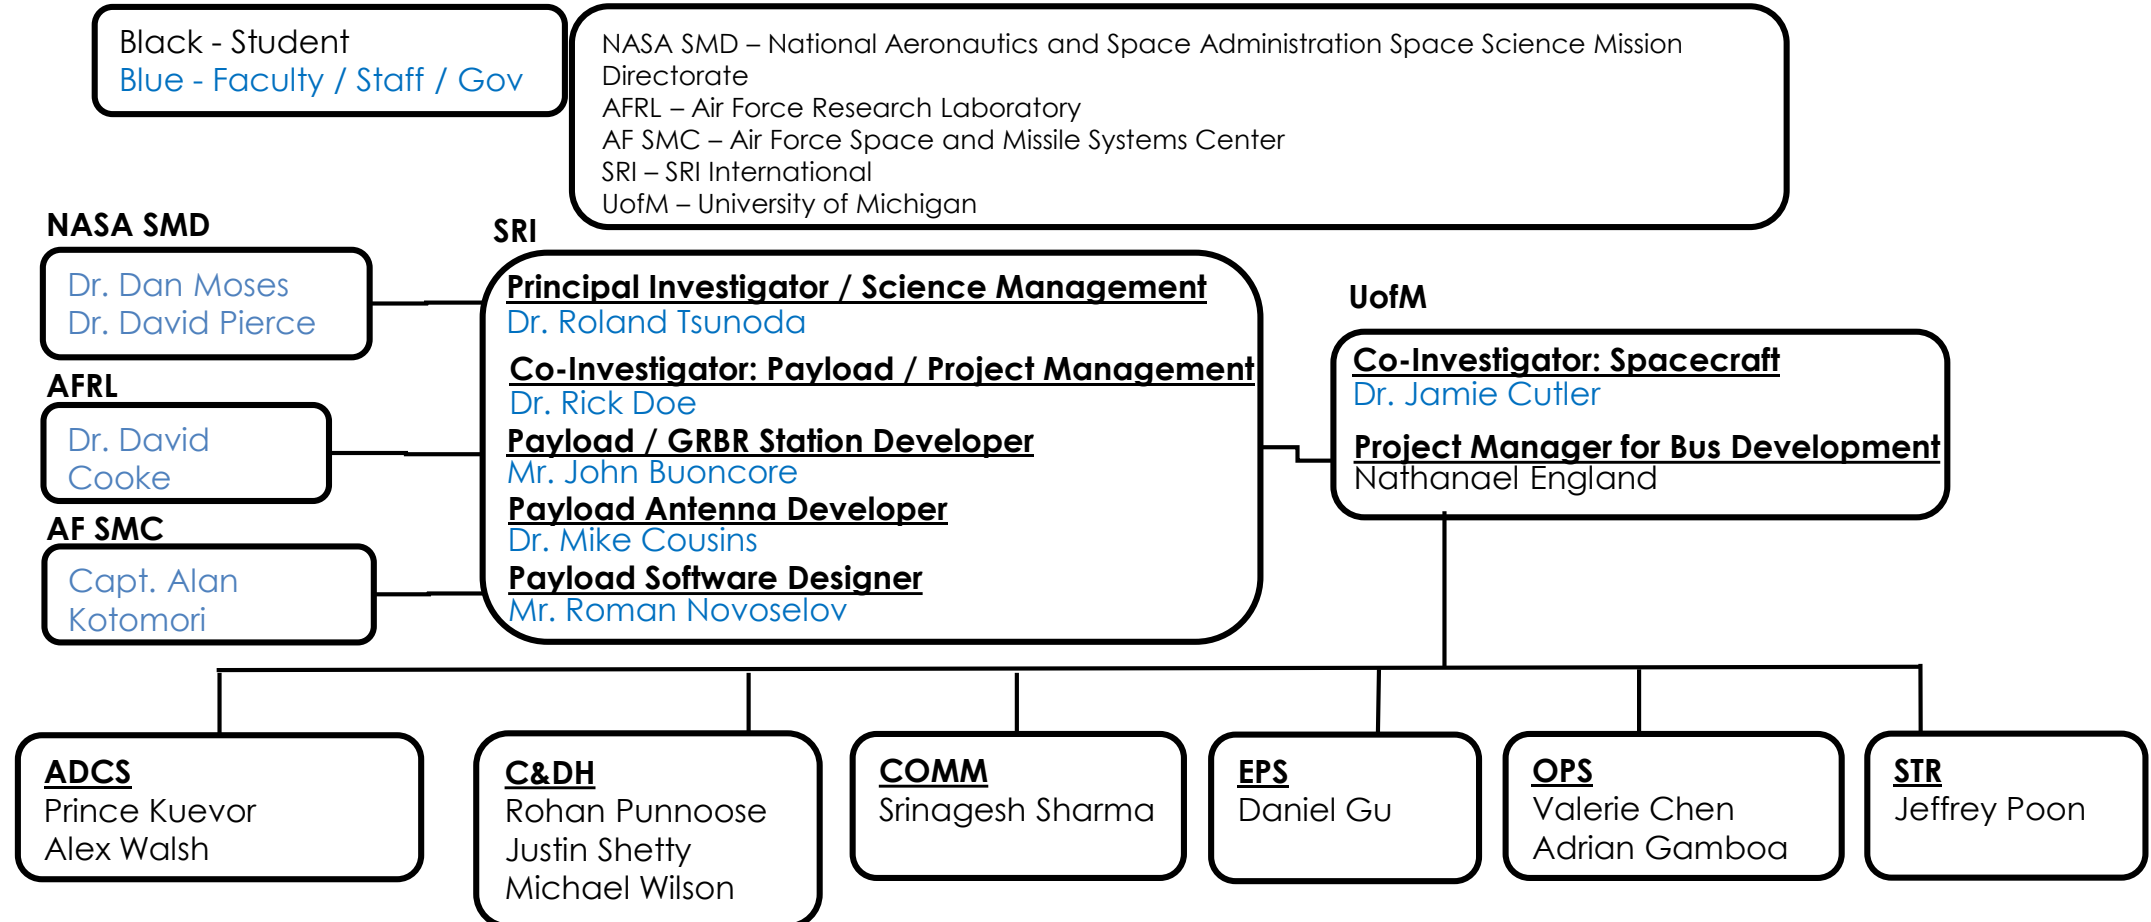 Black - Student
Blue - Faculty / Staff / Gov
NASA SMD – National Aeronautics and Space Administration Space Science Mission
Directorate
AFRL – Air Force Research Laboratory
AF SMC – Air Force Space and Missile Systems Center
SRI – SRI International
UofM – University of Michigan
NASA SMD
Dr. Dan Moses
Dr. David Pierce
AFRL
Dr. David
Cooke
AF SMC
Capt. Alan
Kotomori
SRI
Principal Investigator / Science Management
Dr. Roland Tsunoda
Co-Investigator: Payload / Project Management
Dr. Rick Doe
Payload / GRBR Station Developer
Mr. John Buoncore
Payload Antenna Developer
Dr. Mike Cousins
Payload Software Designer
Mr. Roman Novoselov
UofM
Co-Investigator: Spacecraft
Dr. Jamie Cutler
Project Manager for Bus Development
Nathanael England
ADCS
Prince Kuevor
Alex Walsh
C&DH
Rohan Punnoose
Justin Shetty
Michael Wilson
COMM
Srinagesh Sharma
EPS
Daniel Gu
OPS
Valerie Chen
Adrian Gamboa
STR
Jeffrey Poon